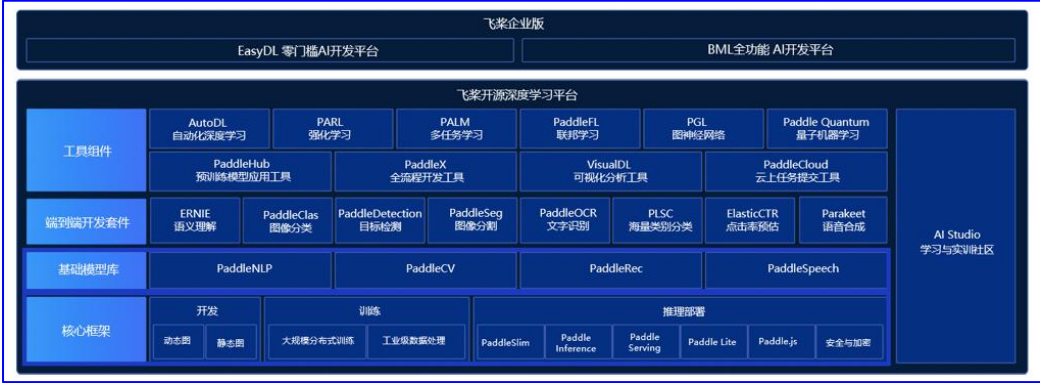 飞桨企业版
EasyDL 零门槛AI开发平台
BML全功能 AI开发平台
飞桨开源深度学习平台
工具组件
AutoDL
自动化深度学习
PARL
强化学习
PALM
多任务学习
PaddleFL
联邦学习
PGL
图神经网络
Paddle Quantum
量子机器学习
PaddleHub
预训练模型应用工具
PaddleX
全流程开发工具
VisualDL
可视化分析工具
PaddleCloud
云上任务提交工具
端到端开发套件
ERNIE
语义理解
PaddleClas
图像分类
PaddleDetection
目标检测
PaddleSeg
图像分割
PaddleOCR
文字识别
PLSC
海量类别分类
ElasticCTR
点击率预估
Parakeet
语音合成
基础模型库
PaddleNLP
PaddleCV
PaddleRec
PaddleSpeech
核心框架
开发
动态图
静态图
训练
大规模分布式训练
工业级数据处理
推理部署
PaddleSlim
Paddle
Inference
Paddle
Serving
Paddle Lite
Paddle.js
安全与加密
AI Studio
学习与实训社区